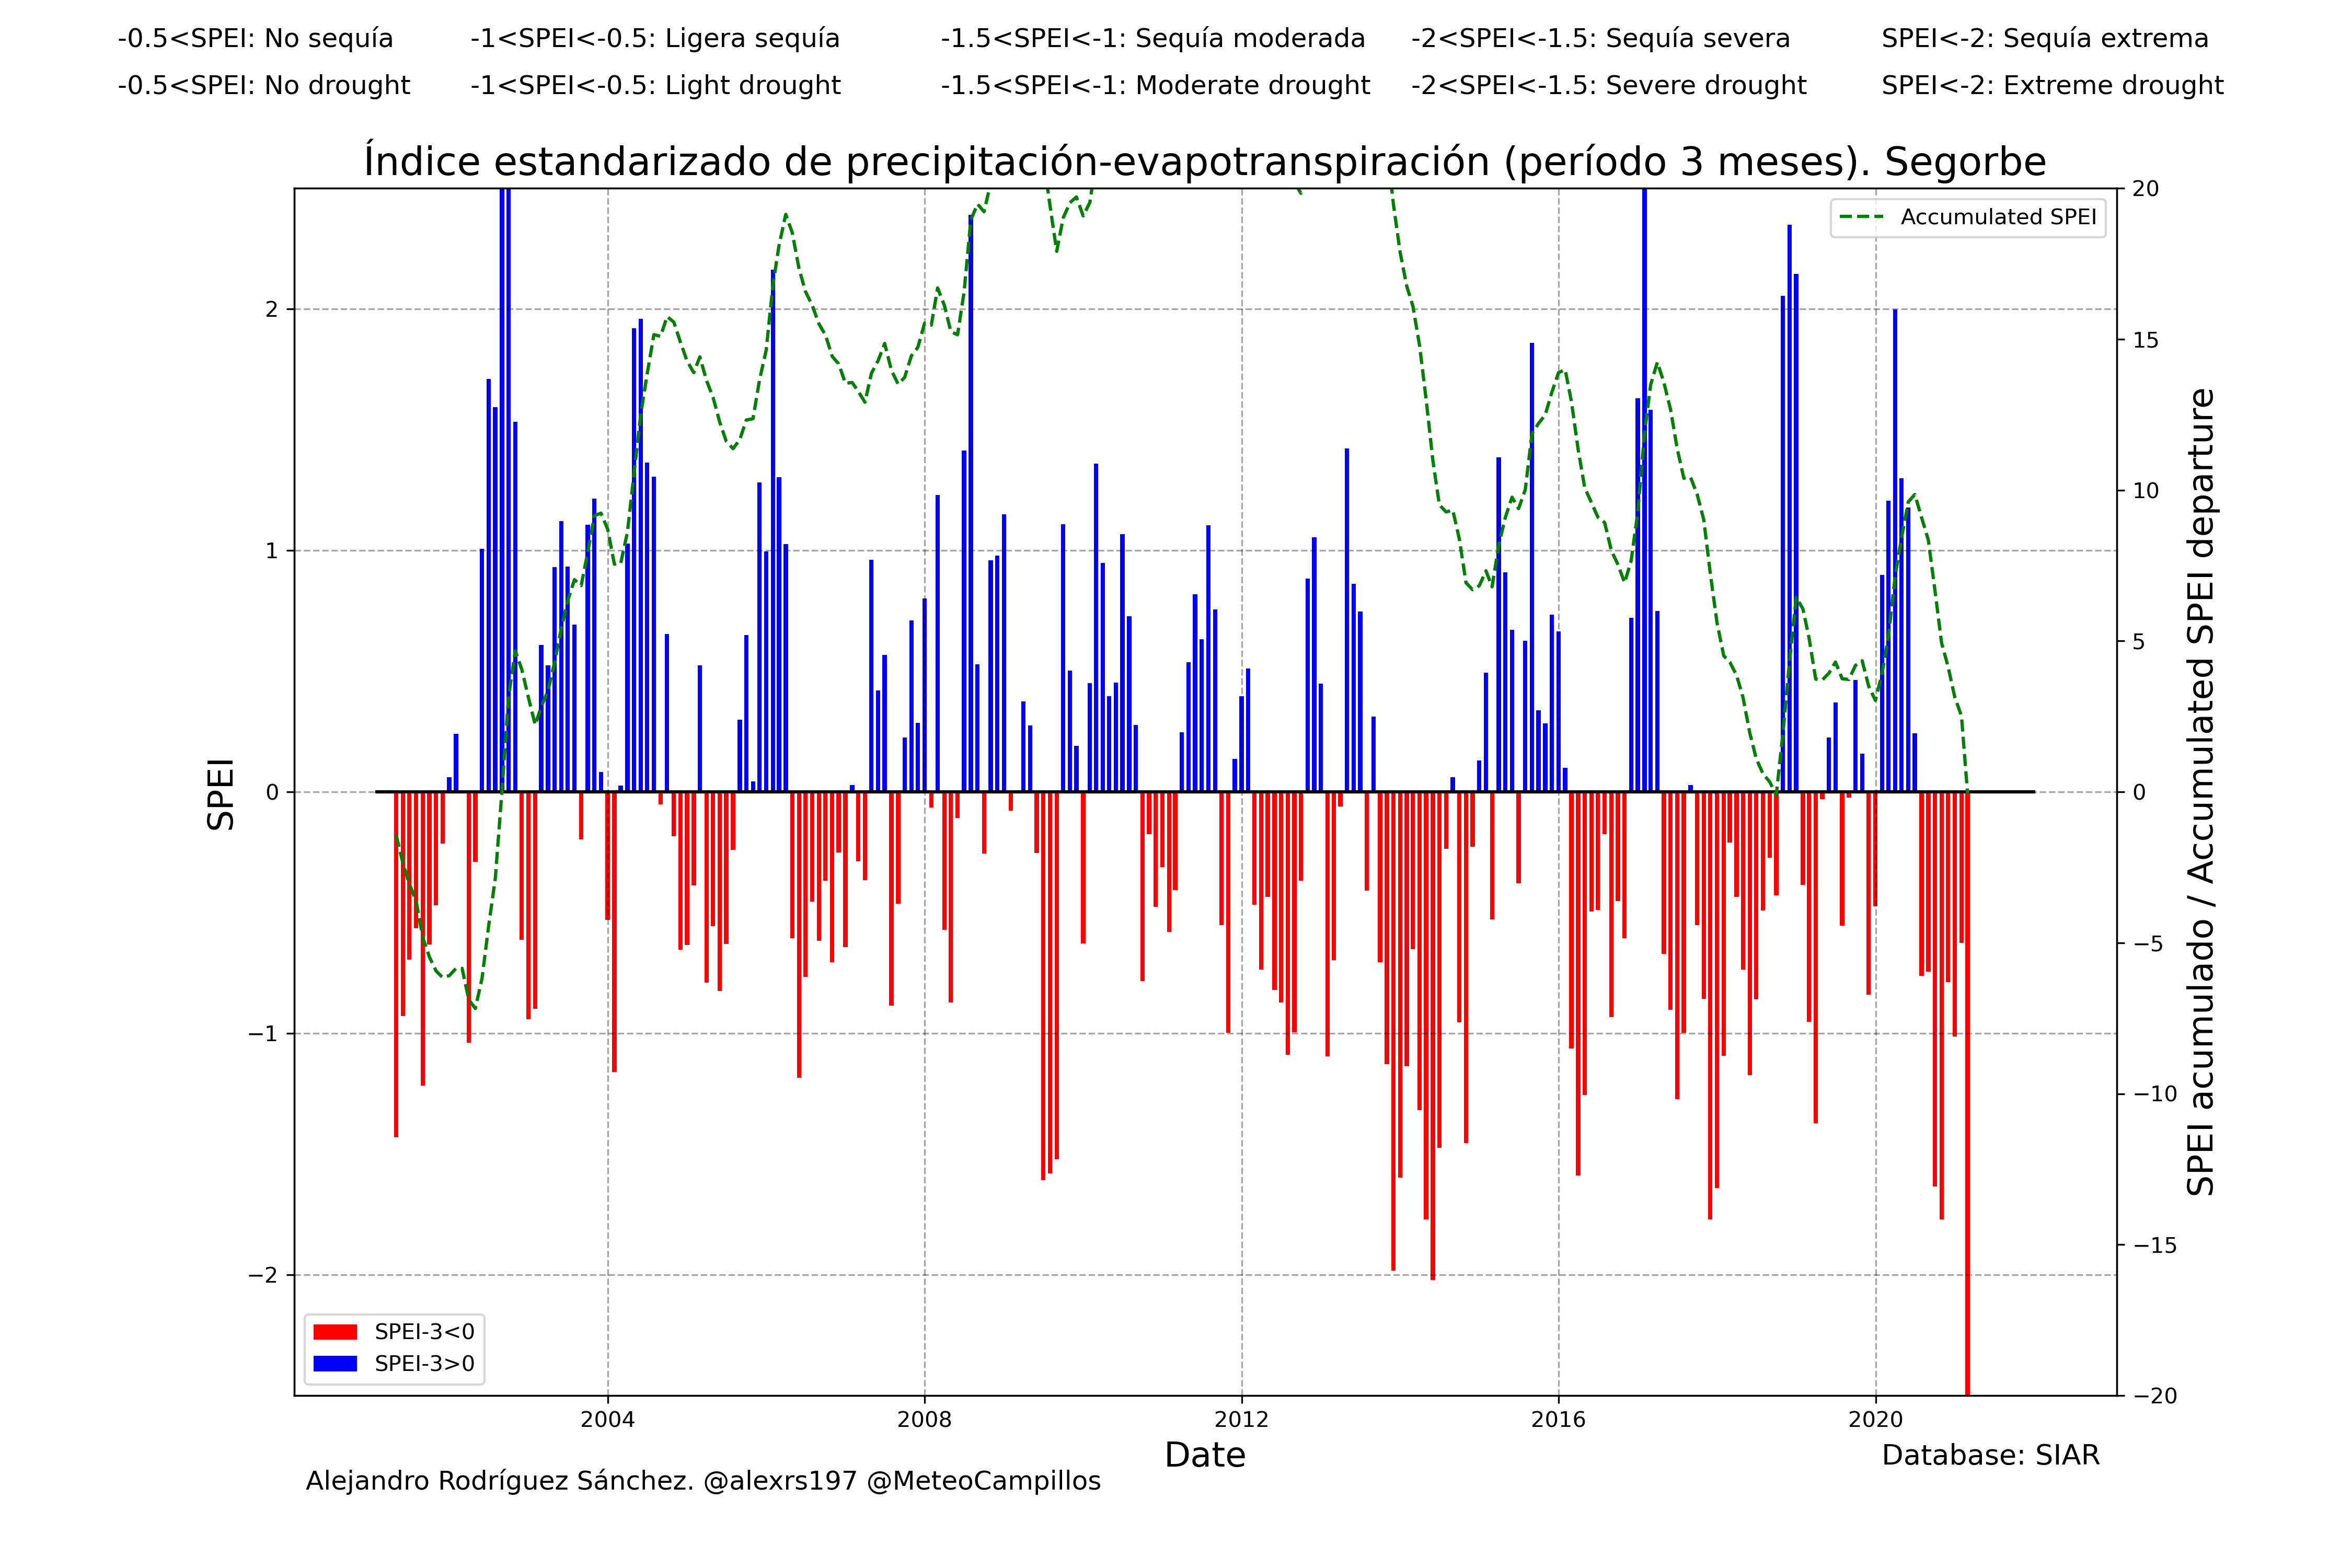 -0.5<SPEI: No sequía -1<SPEI<-0.5: Ligera sequía -1.5<SPEI<-1: Sequía moderada -2<SPEI<-1.5: Sequía severa SPEI<-2: Sequía extrema
-0.5<SPEI: No drought -1<SPEI<-0.5: Light drought -1.5<SPEI<-1: Moderate drought -2<SPEI<-1.5: Severe drought SPEI<-2: Extreme drought
Índice estandarizado de precipitación-evapotranspiración (período 3 meses). Segorbe
Accumulated SPEI
SPEI
2
1
0
−1
−2
20
15
10
5
0
−5
−10
−15
−20
SPEI acumulado / Accumulated SPEI departure
SPEI-3<0
SPEI-3>0
2004 2008 2012 2016 2020
Date
Database: SIAR
Alejandro Rodríguez Sánchez. @alexrs197 @MeteoCampillos